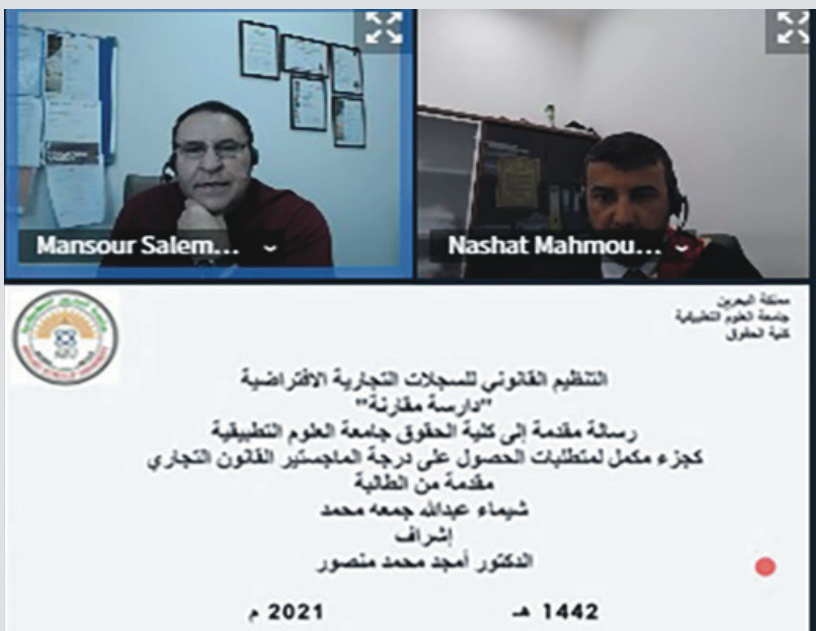 Mansour Salem...
Nashat Mahmou...
مملكة البحرين
جامعة العلوم التطبيقية
كلية الحقوق
التنظيم القانوني للسجلات التجارية الافتراضية
"دارسة مقارنة"
رسالة مقدمة إلى كلية الحقوق جامعة العلوم التطبيقية
كجزء مكمل لمتطلبات الحصول على درجة الماجستير القانون التجاري
مقدمة من الطالبة
شيماء عبدالله جمعه محمد
إشراف
الدكتور أمجد محمد منصور
1442 هـ 2021 م